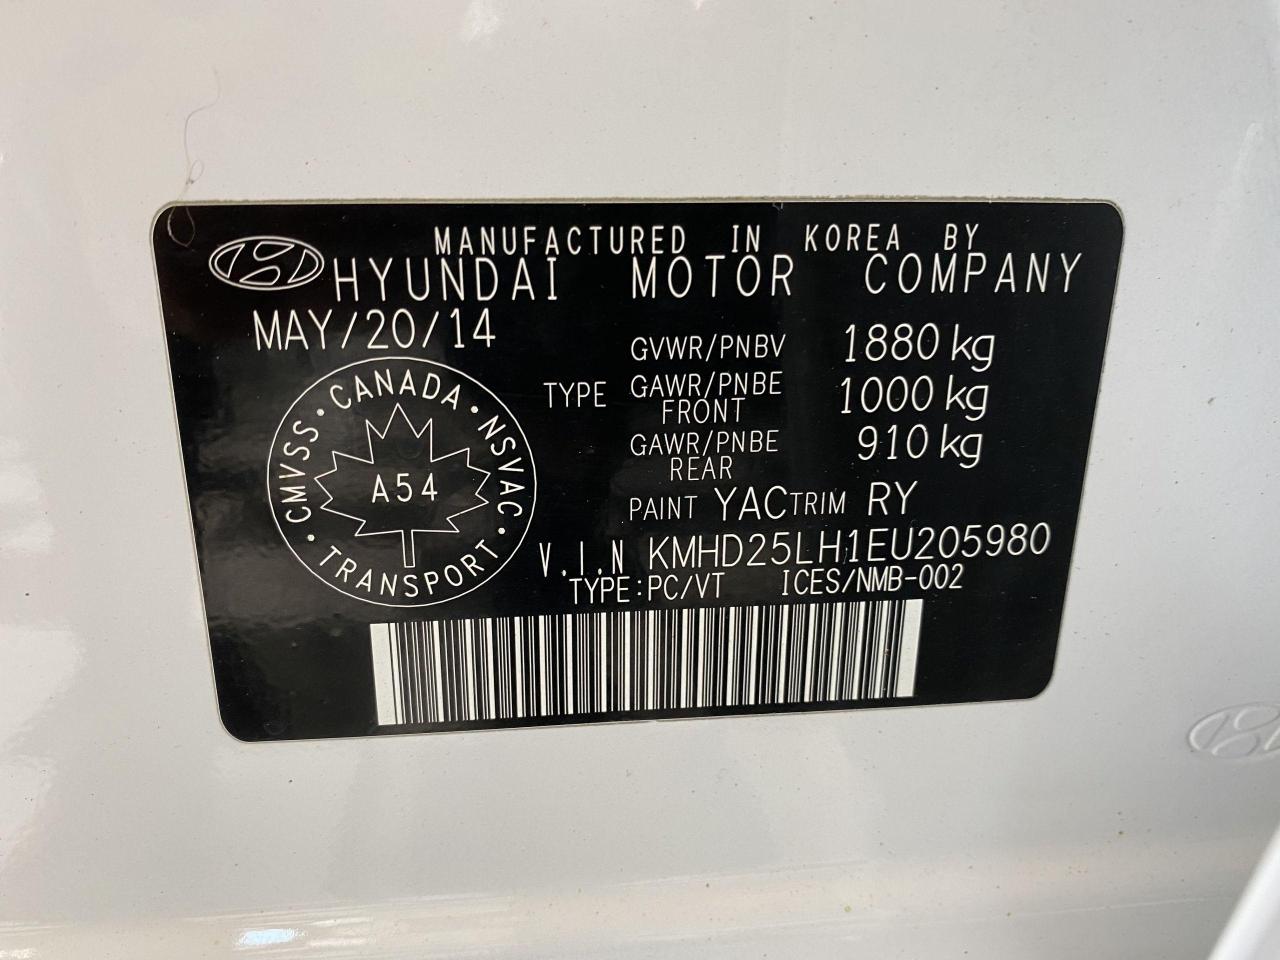 MANUFACTURED IN KOREA BY
HYUNDAI MOTOR COMPANY
MAY/20/14
GVWR/PNBV 1880 kg
TYPE GAWR/PNBE FRONT 1000 kg
GAWR/PNBE REAR 910 kg
PAINT YAC TRIM RY
CANADA · NSVAC · TRANSPORT · CMVSS ·
A54
V.I.N KMHD25LH1EU205980
TYPE:PC/VT ICES/NMB-002